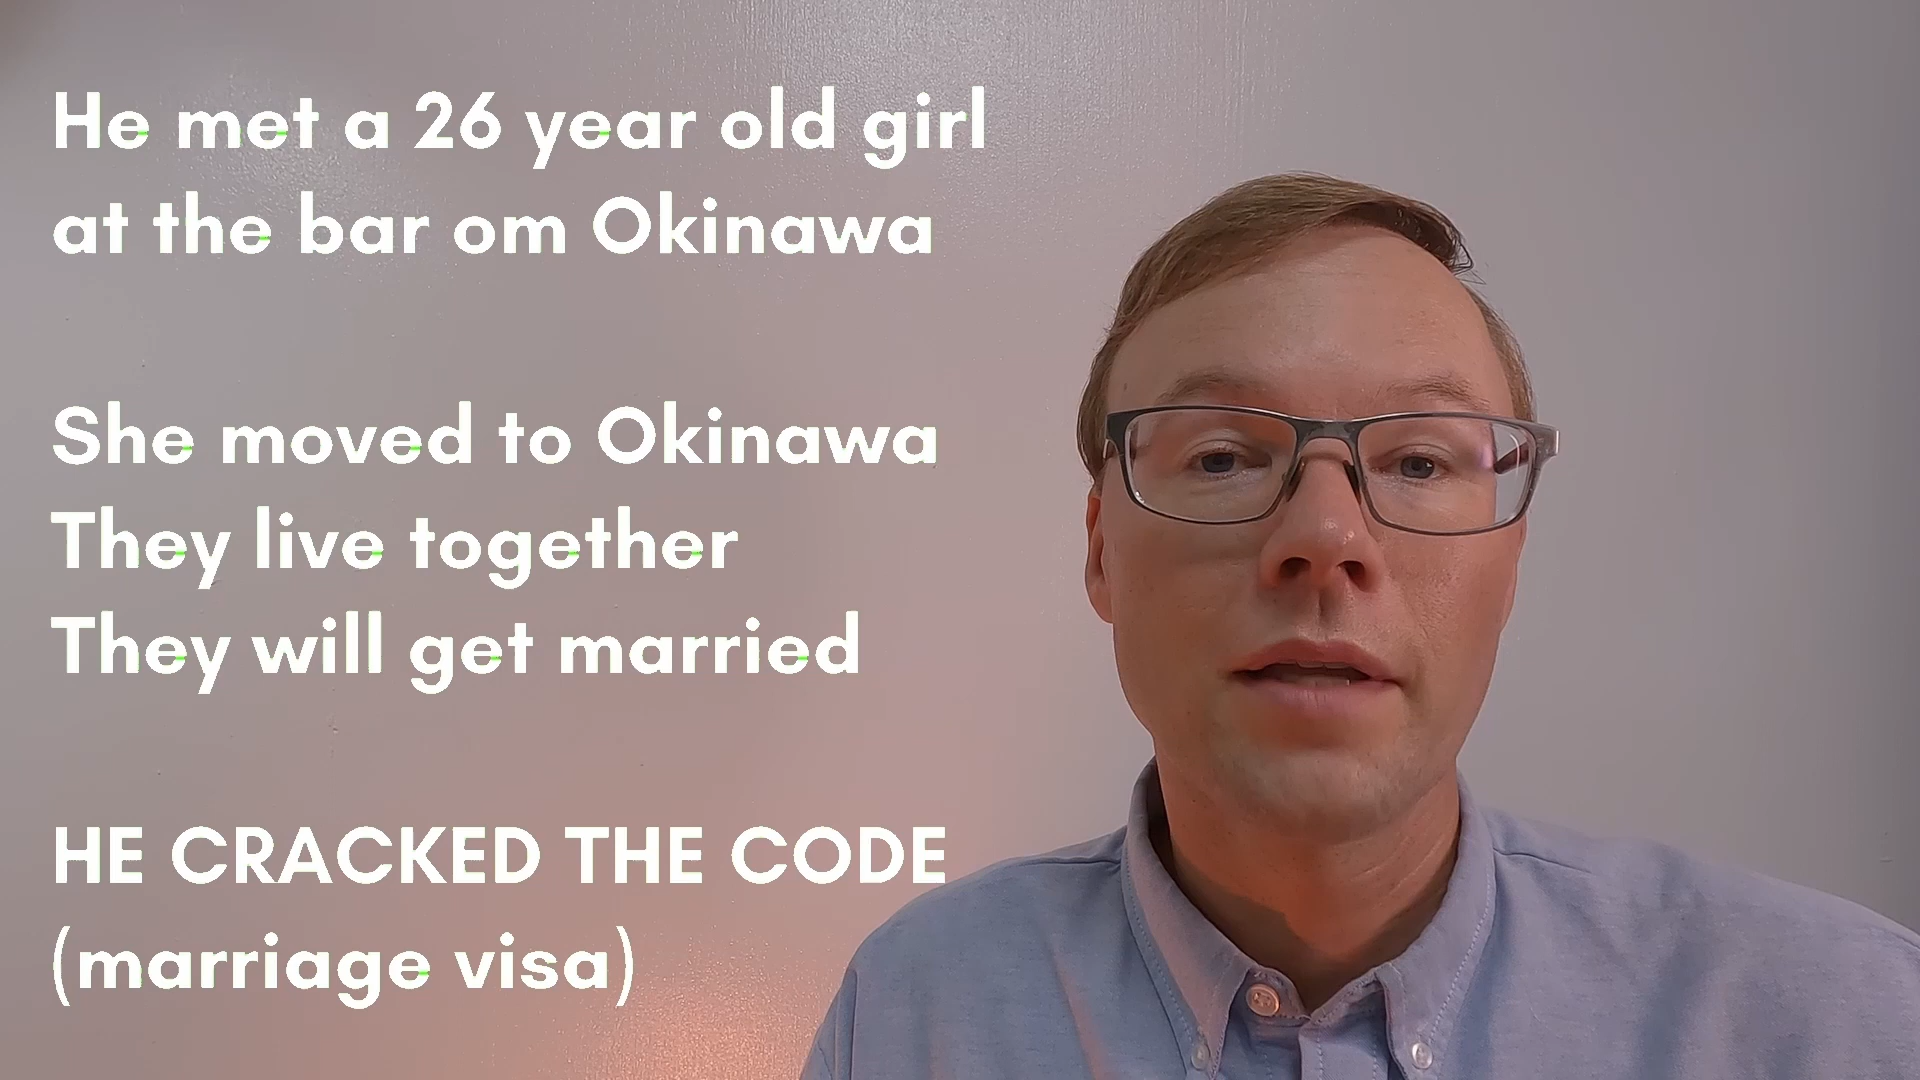 He met a 26 year old girl
at the bar om Okinawa
She moved to Okinawa
They live together
They will get married
HE CRACKED THE CODE
(marriage visa)